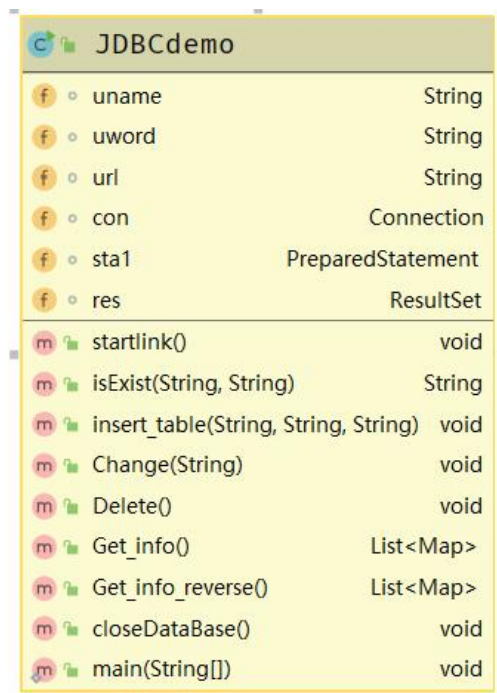 C JDBCdemo
f uname String
f uword String
f url String
f con Connection
f sta1 PreparedStatement
f res ResultSet
m startlink() void
m isExist(String, String) String
m insert_table(String, String, String) void
m Change(String) void
m Delete() void
m Get_info() List<Map>
m Get_info_reverse() List<Map>
m closeDataBase() void
m main(String[]) void